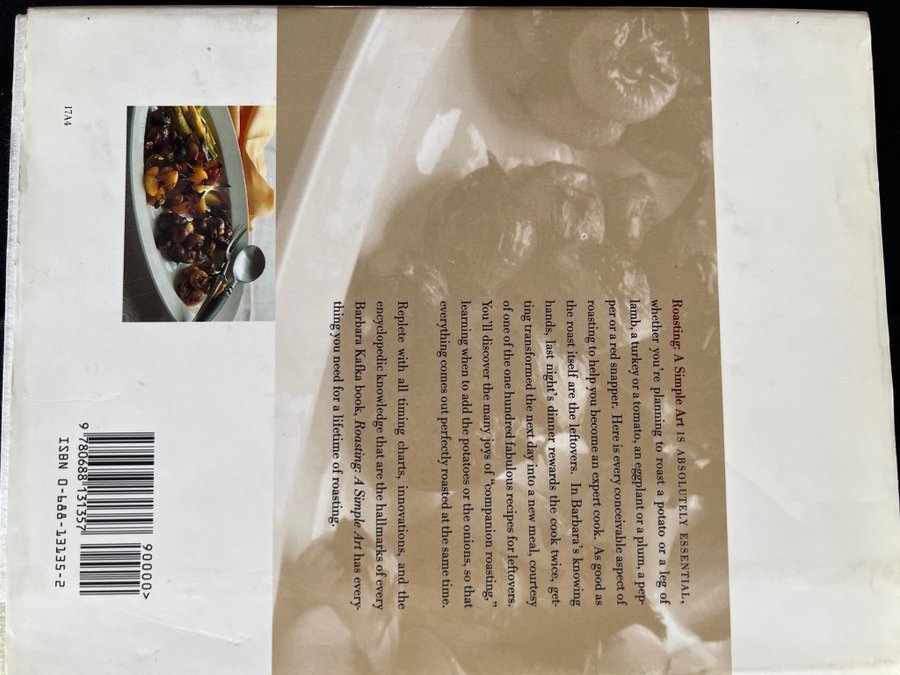 Roasting: A Simple Art IS ABSOLUTELY ESSENTIAL,
whether you're planning to roast a potato or a leg of
lamb, a turkey or a tomato, an eggplant or a plum, a pep-
per or a red snapper. Here is every conceivable aspect of
roasting to help you become an expert cook. As good as
the roast itself are the leftovers. In Barbara's knowing
hands, last night's dinner rewards the cook twice, get-
ting transformed the next day into a new meal, courtesy
of one of the one hundred fabulous recipes for leftovers.
You'll discover the many joys of "companion roasting,"
learning when to add the potatoes or the onions, so that
everything comes out perfectly roasted at the same time.
Replete with all timing charts, innovations, and the
encyclopedic knowledge that are the hallmarks of every
Barbara Kafka book, Roasting: A Simple Art has every-
thing you need for a lifetime of roasting.
90000>
9 780688 131357
ISBN 0-688-13135-2
17A4